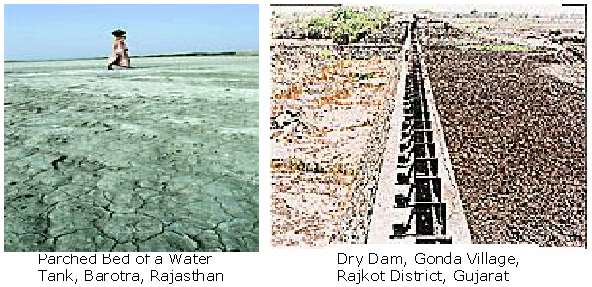 Parched Bed of a Water
Tank, Barotra, Rajasthan
Dry Dam, Gonda Village,
Rajkot District, Gujarat